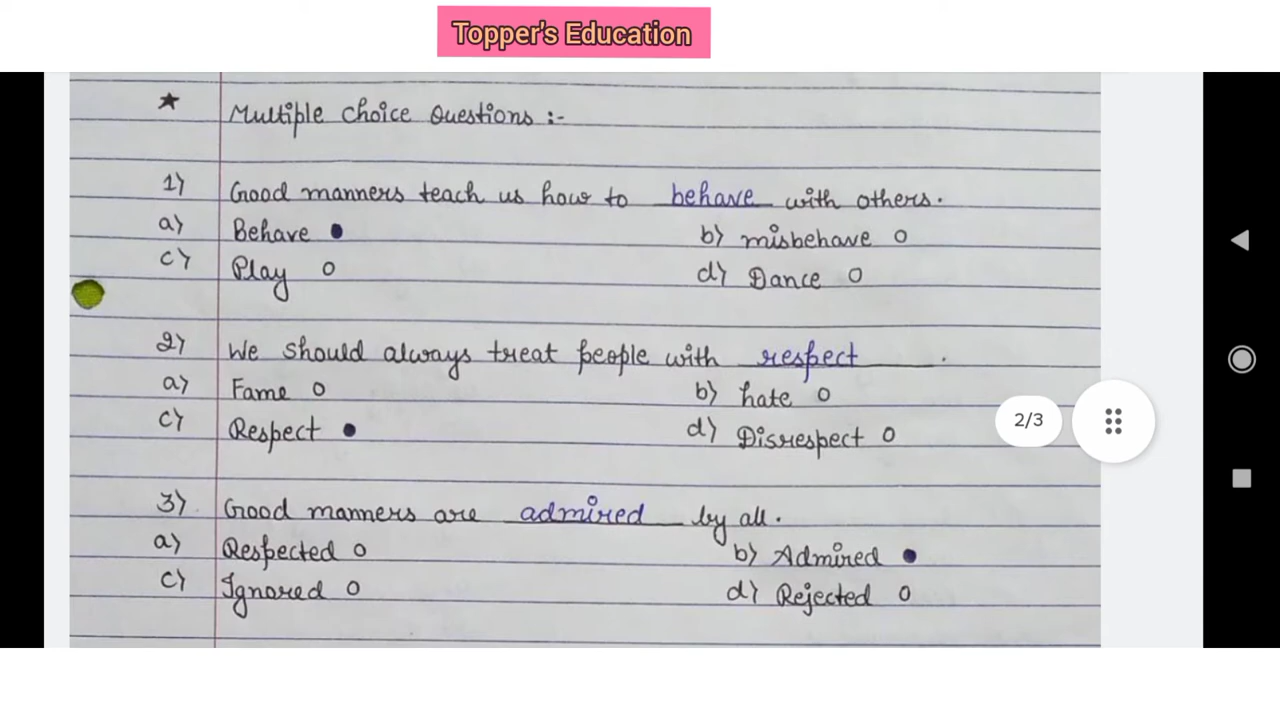 Topper's Education
★ Multiple Choice Questions :-
1) Good manners teach us how to behave with others.
a) Behave ● b) misbehave O
c) Play O d) Dance O
2) We should always treat people with respect.
a) Fame O b) hate O
c) Respect ● d) Disrespect O
2/3
3) Good manners are admired by all.
a) Respected O b) Admired ●
c) Ignored O d) Rejected O